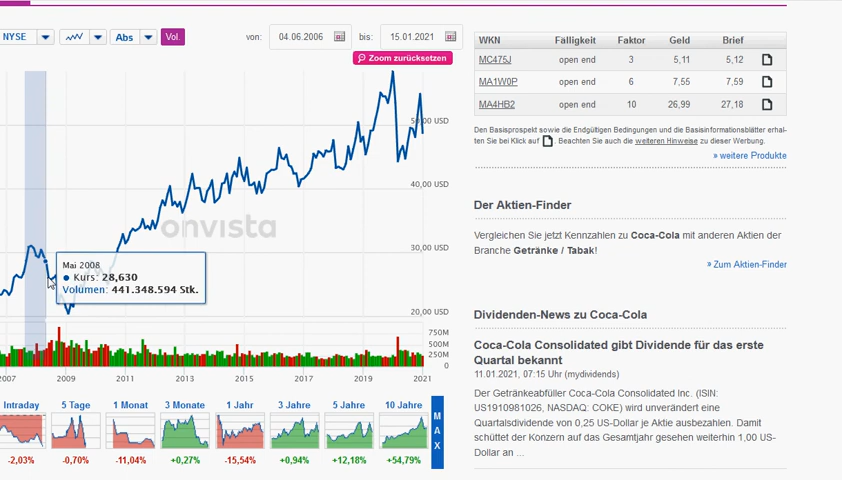 NYSE
Abs
Vol.
von: 04.06.2006 bis: 15.01.2021
Zoom zurücksetzen
50,00 USD
40,00 USD
30,00 USD
20,00 USD
onvista
Mai 2008
Kurs: 28,630
Volumen: 441.348.594 Stk.
750M
500M
250M
0
2007 2009 2011 2013 2015 2017 2019 2021
Intraday 5 Tage 1 Monat 3 Monate 1 Jahr 3 Jahre 5 Jahre 10 Jahre
MAX
-2,03% -0,70% -11,04% +0,27% -15,54% +0,94% +12,18% +54,79%
WKN Fälligkeit Faktor Geld Brief
MC475J open end 3 5,11 5,12
MA1W0P open end 6 7,55 7,59
MA4HB2 open end 10 26,99 27,18
Den Basisprospekt sowie die Endgültigen Bedingungen und die Basisinformationsblätter erhal-
ten Sie bei Klick auf . Beachten Sie auch die weiteren Hinweise zu dieser Werbung.
» weitere Produkte
Der Aktien-Finder
Vergleichen Sie jetzt Kennzahlen zu Coca-Cola mit anderen Aktien der
Branche Getränke / Tabak!
» Zum Aktien-Finder
Dividenden-News zu Coca-Cola
Coca-Cola Consolidated gibt Dividende für das erste
Quartal bekannt
11.01.2021, 07:15 Uhr (mydividends)
Der Getränkeabfüller Coca-Cola Consolidated Inc. (ISIN:
US1910981026, NASDAQ: COKE) wird unverändert eine
Quartalsdividende von 0,25 US-Dollar je Aktie ausbezahlen. Damit
schüttet der Konzern auf das Gesamtjahr gesehen weiterhin 1,00 US-
Dollar an ...